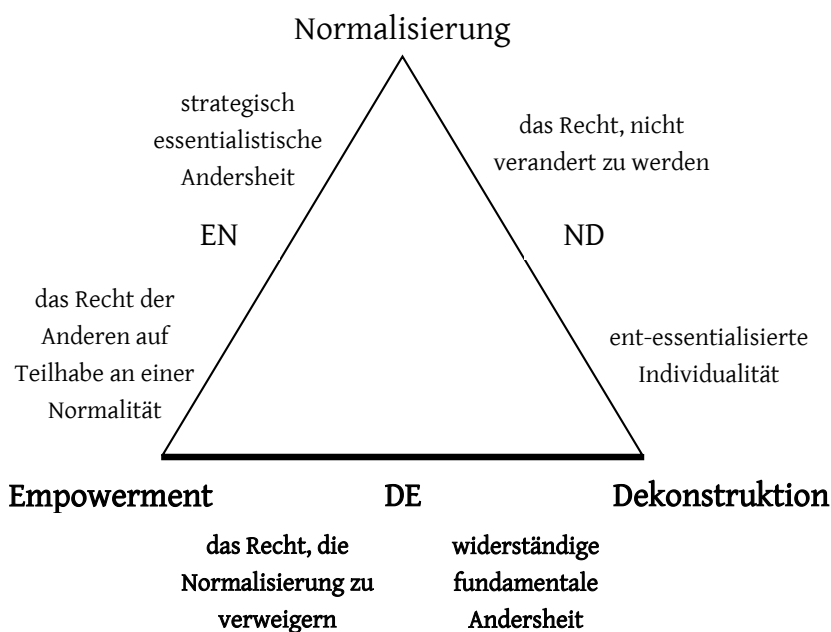 Normalisierung
strategisch
essentialistische
Andersheit
das Recht, nicht
verandert zu werden
EN
ND
das Recht der
Anderen auf
Teilhabe an einer
Normalität
ent-essentialisierte
Individualität
Empowerment
DE
Dekonstruktion
das Recht, die
Normalisierung zu
verweigern
widerständige
fundamentale
Andersheit